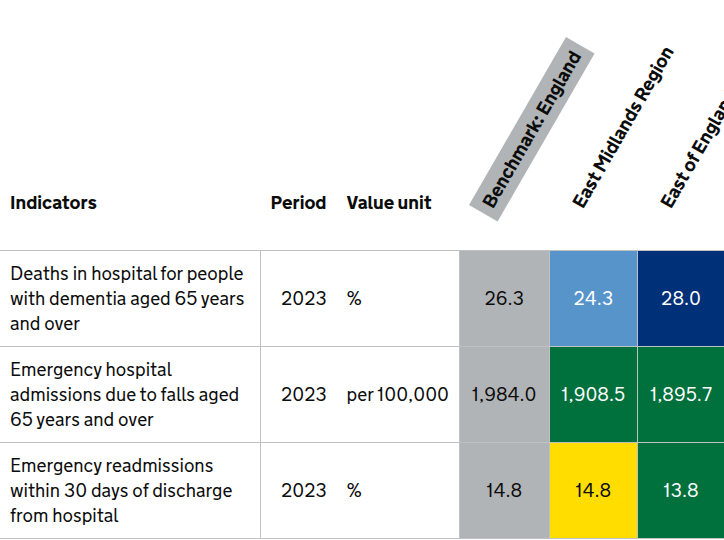 Benchmark: England
East Midlands Region
East of
Indicators
Period
Value unit
Deaths in hospital for people
with dementia aged 65 years
and over
2023
%
26.3
24.3
28.0
Emergency hospital
admissions due to falls aged
65 years and over
2023
per 100,000
1,984.0
1,908.5
1,895.7
Emergency readmissions
within 30 days of discharge
from hospital
2023
%
14.8
14.8
13.8